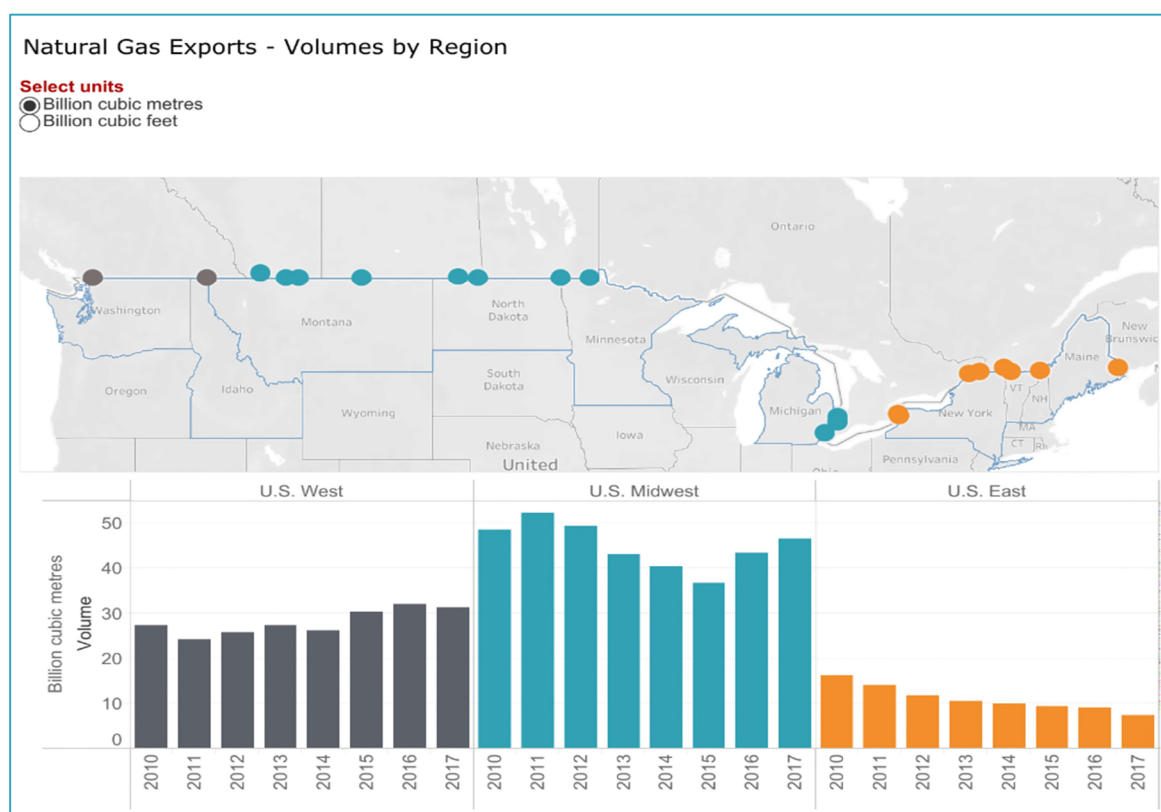 Natural Gas Exports - Volumes by Region
Select units
Billion cubic metres
Billion cubic feet
Ontario
Washington
Montana
North
Dakota
Minnesota
New
Brunswick
Maine
Oregon
Idaho
South
Dakota
Wyoming
Wisconsin
Michigan
New York
VT
NH
MA
CT
RI
Iowa
Nebraska
United
Pennsylvania
U.S. West
U.S. Midwest
U.S. East
Billion cubic metres
Volume
50
40
30
20
10
0
2010 2011 2012 2013 2014 2015 2016 2017
2010 2011 2012 2013 2014 2015 2016 2017
2010 2011 2012 2013 2014 2015 2016 2017